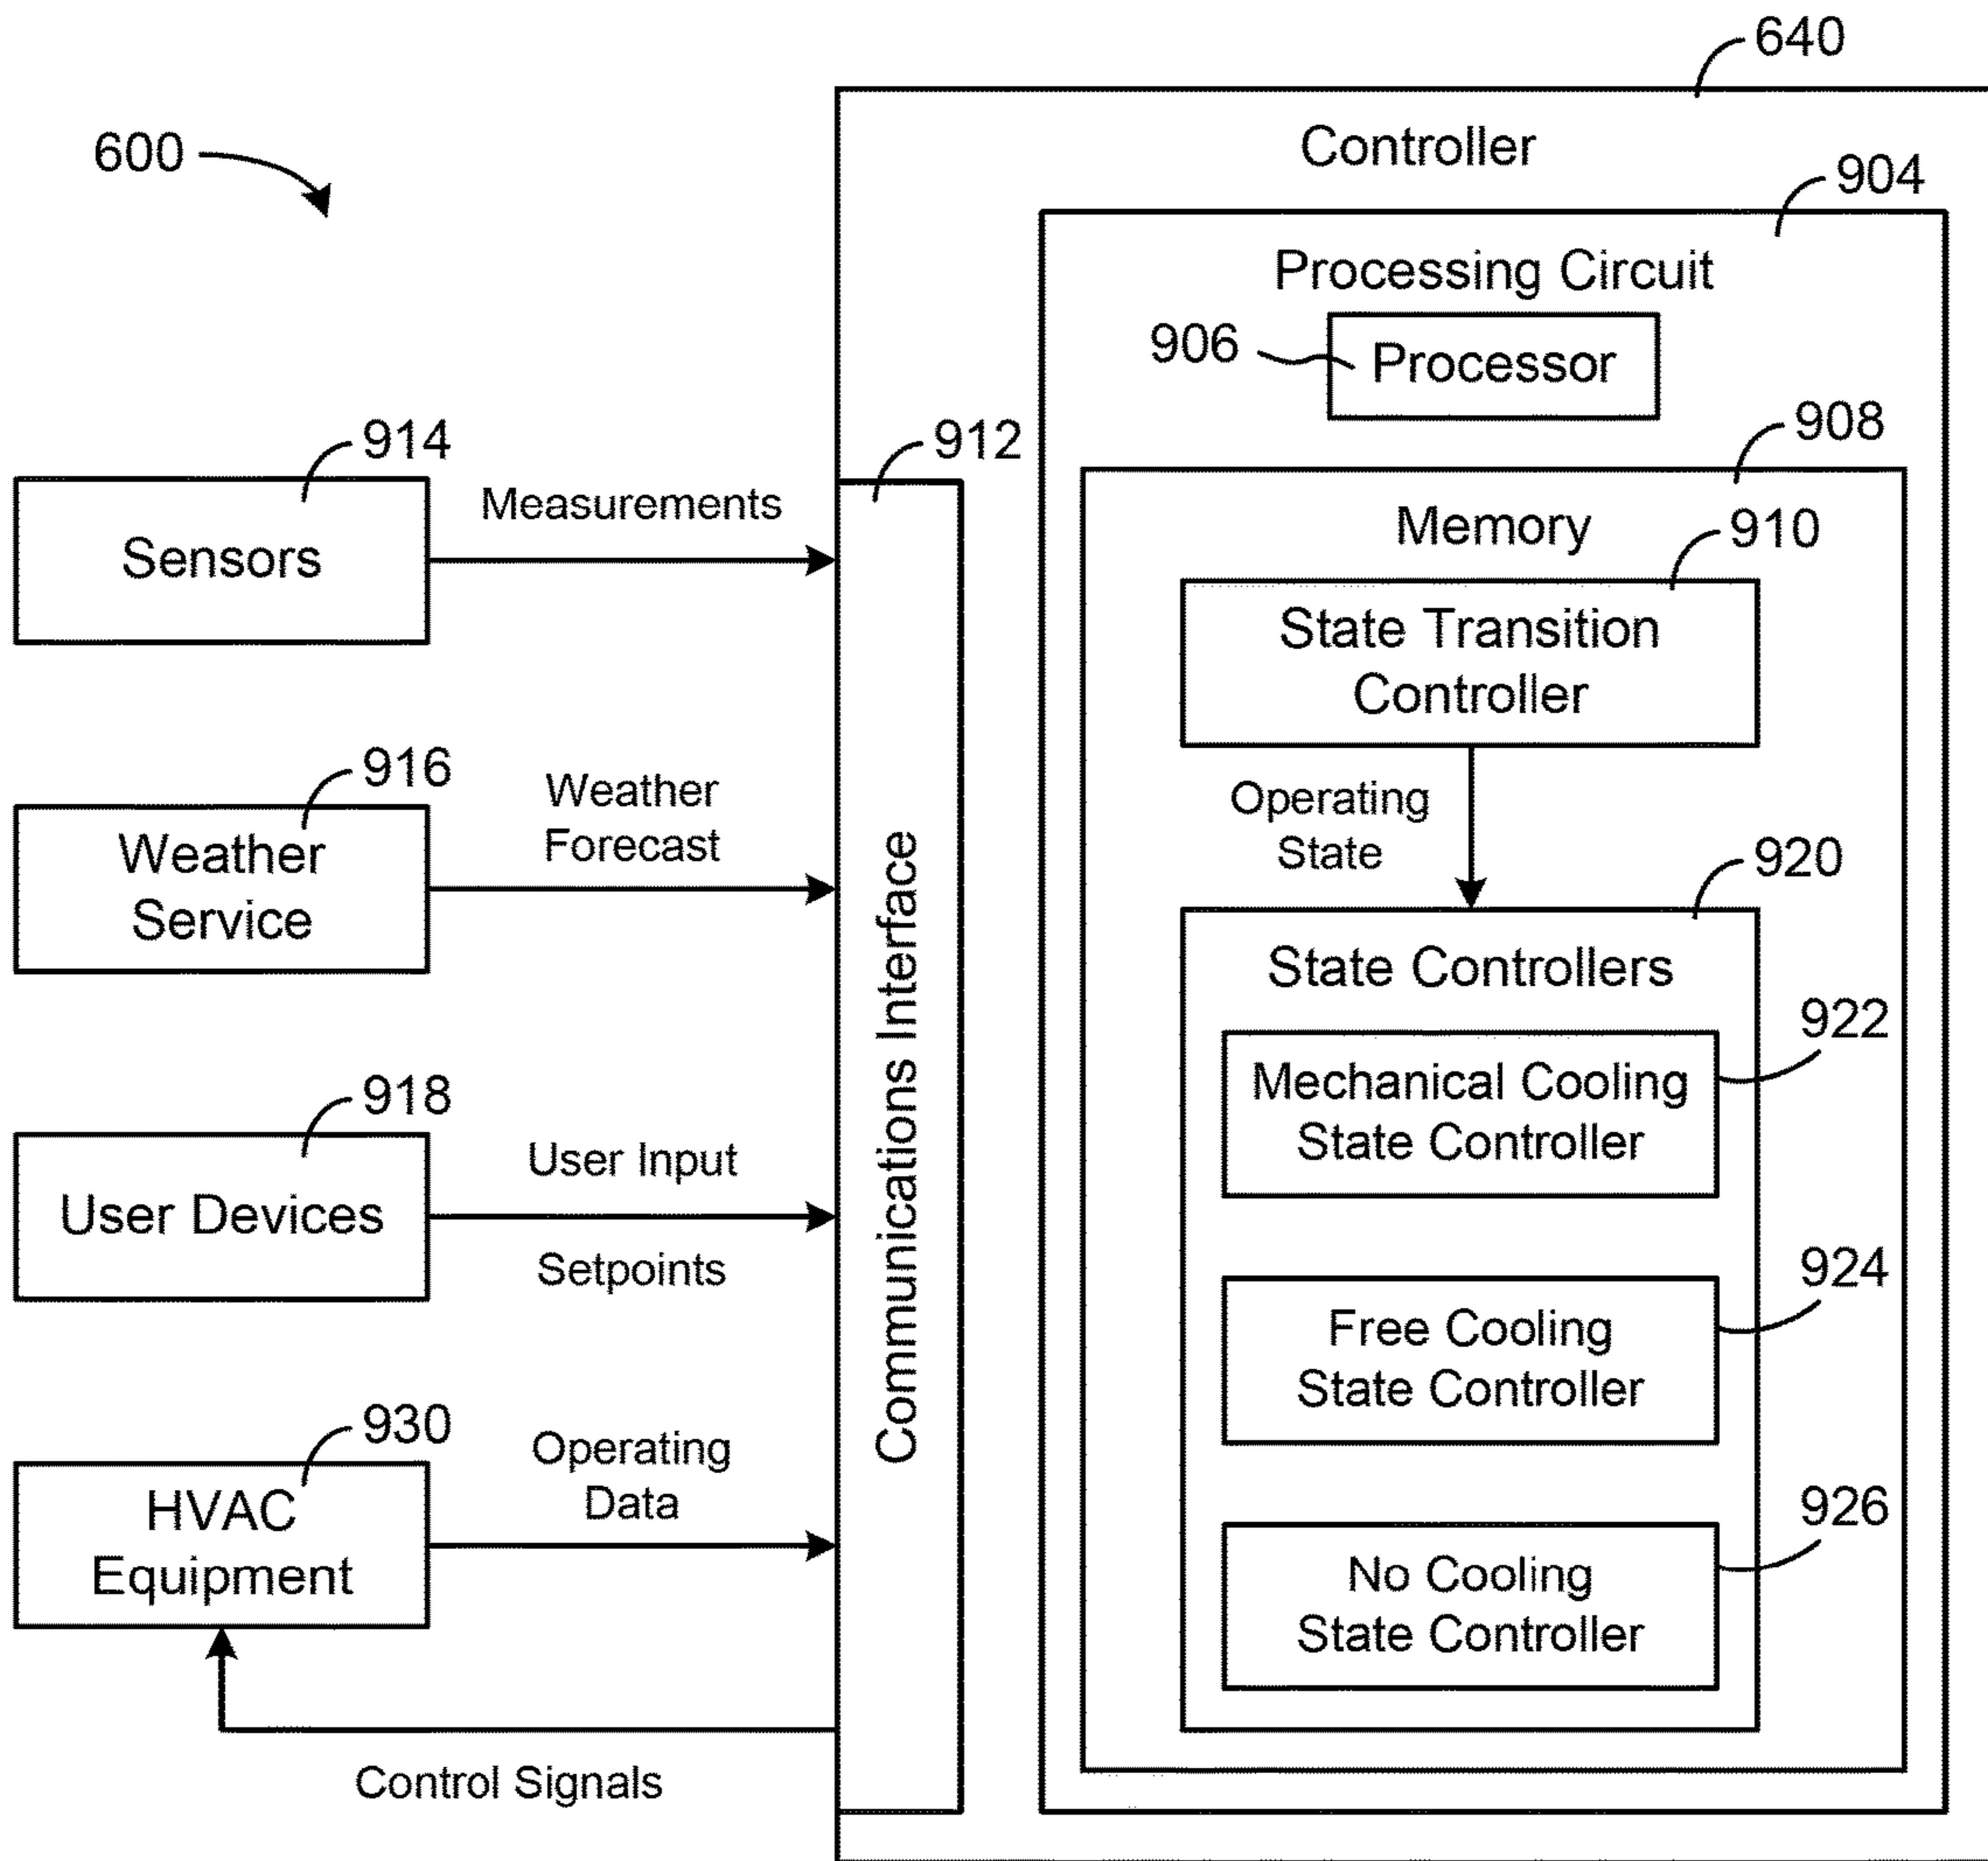 640
Controller
600
904
Processing Circuit
906
Processor
908
914
912
Measurements
Memory
910
Sensors
State Transition
Controller
916
Weather
Forecast
Operating
State
920
Weather
Service
State Controllers
Communications Interface
922
Mechanical Cooling
State Controller
918
User Input
User Devices
Setpoints
924
Free Cooling
State Controller
930
Operating
Data
HVAC
Equipment
926
No Cooling
State Controller
Control Signals